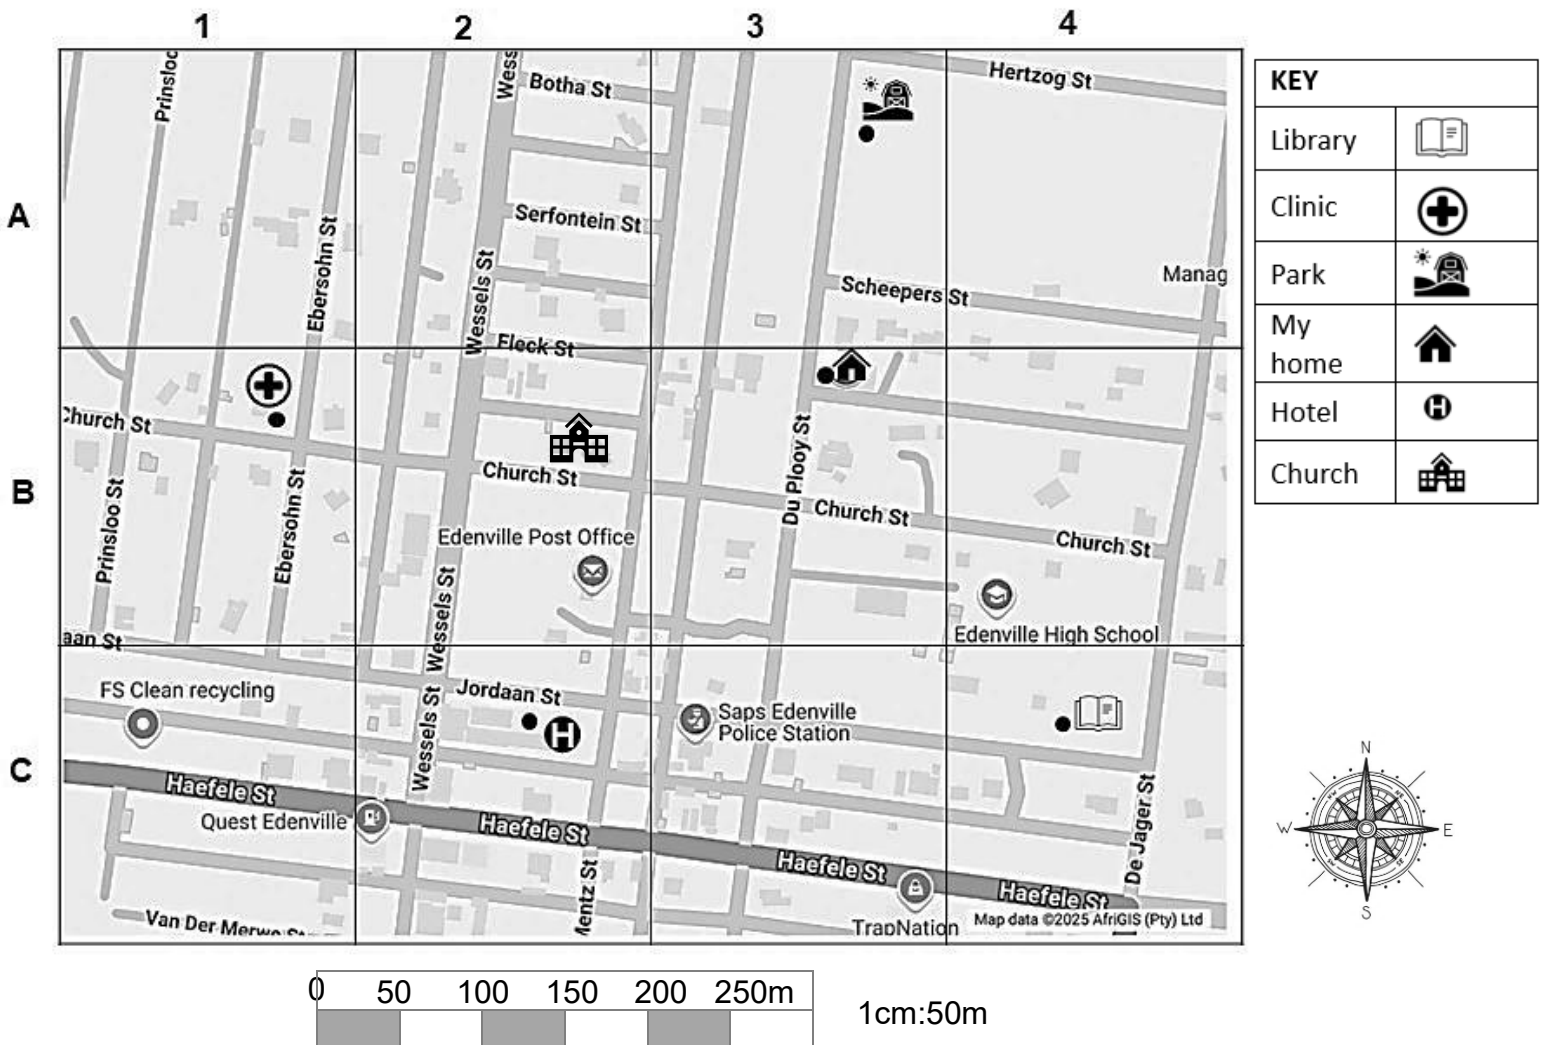 1 2 3 4
A
B
C
Prinsloo
Wess
Botha St
Hertzog St
Ebersohn St
Serfontein St
Wessels St
Scheepers St
Manag
Fleck St
Church St
Church St
Du Plooy St
Church St
Church St
Prinsloo St
Ebersohn St
Edenville Post Office
Wessels St
Edenville High School
aan St
FS Clean recycling
Wessels St
Jordaan St
H
Saps Edenville
Police Station
Haefele St
Quest Edenville
Haefele St
Haefele St
Haefele St
De Jager St
Mentz St
Van Der Merwe St
TrapNation
Map data ©2025 AfriGIS (Pty) Ltd
KEY
Library
Clinic
Park
My
home
Hotel
H
Church
N
W
E
S
0 50 100 150 200 250m
1cm:50m